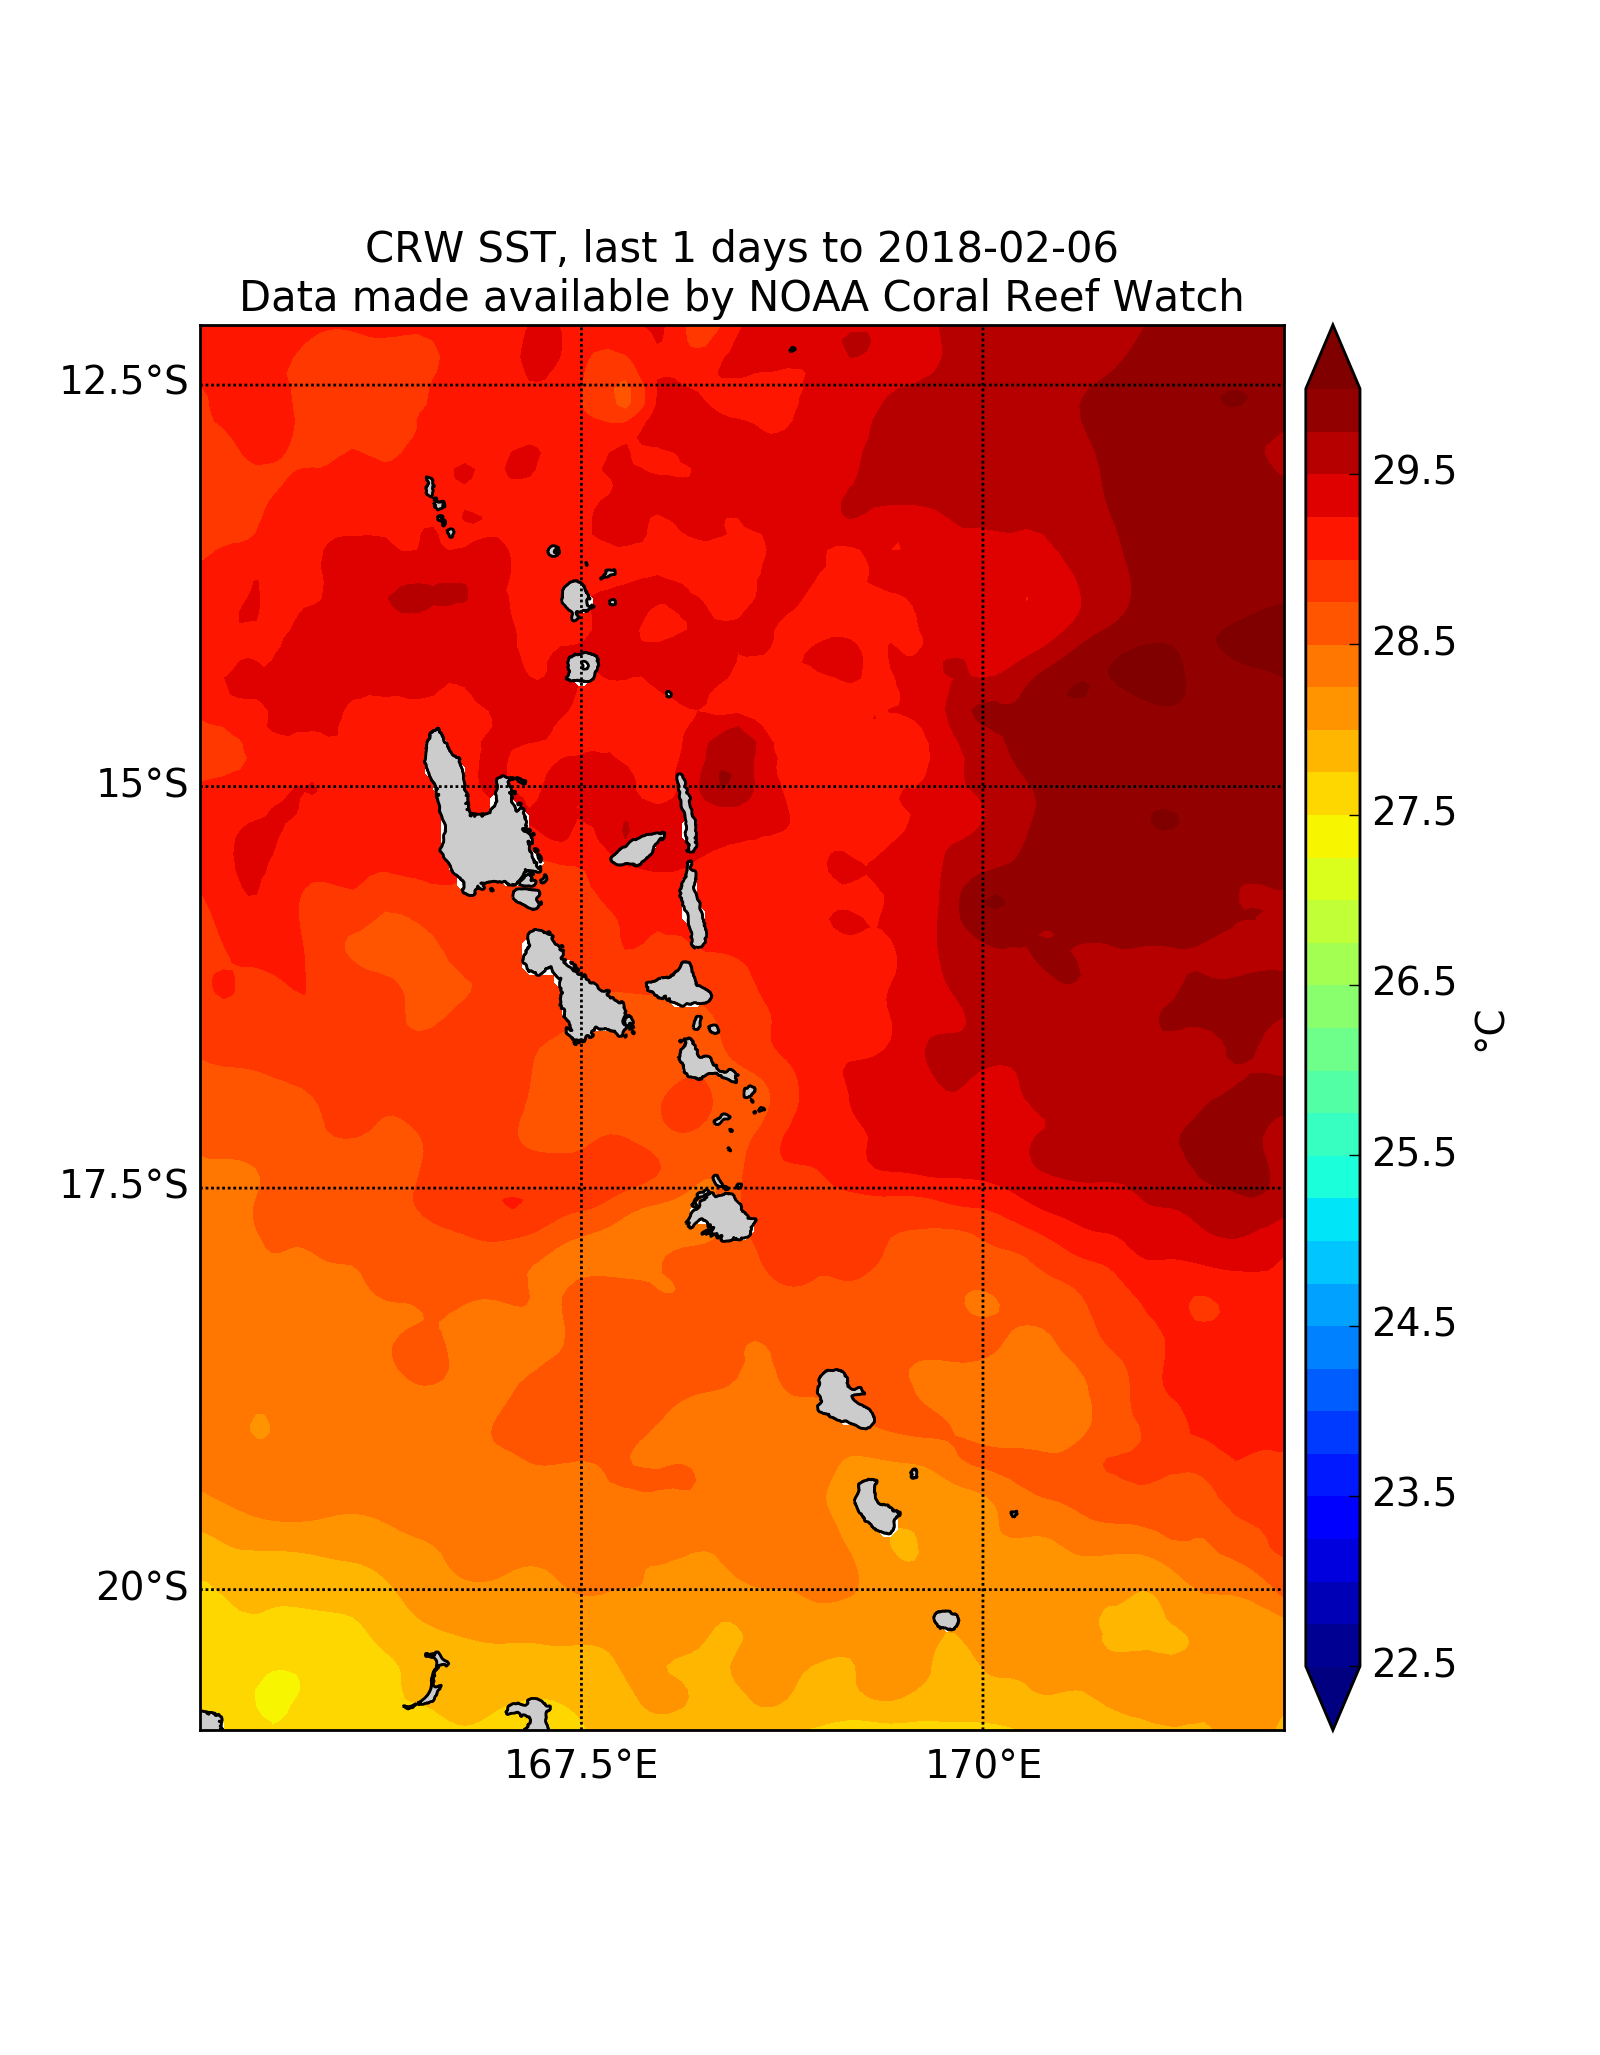 CRW SST, last 1 days to 2018-02-06
Data made available by NOAA Coral Reef Watch
12.5°S
15°S
17.5°S
20°S
167.5°E
170°E
29.5
28.5
27.5
26.5
25.5
24.5
23.5
22.5
°C